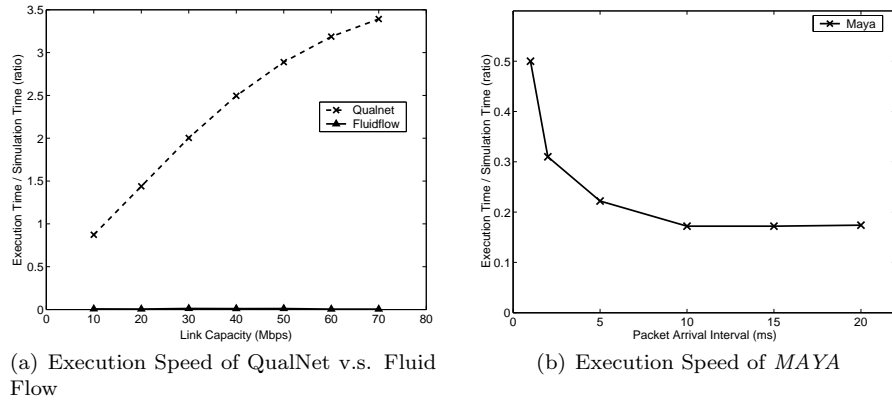 Execution Time / Simulation Time (ratio)
3.5
3
2.5
2
1.5
1
0.5
0
0 10 20 30 40 50 60 70 80
Link Capacity (Mbps)
Qualnet
Fluidflow
(a) Execution Speed of QualNet v.s. Fluid
Flow
Execution Time / Simulation Time (ratio)
0.5
0.4
0.3
0.2
0.1
0
0 5 10 15 20
Packet Arrival Interval (ms)
Maya
(b) Execution Speed of MAYA